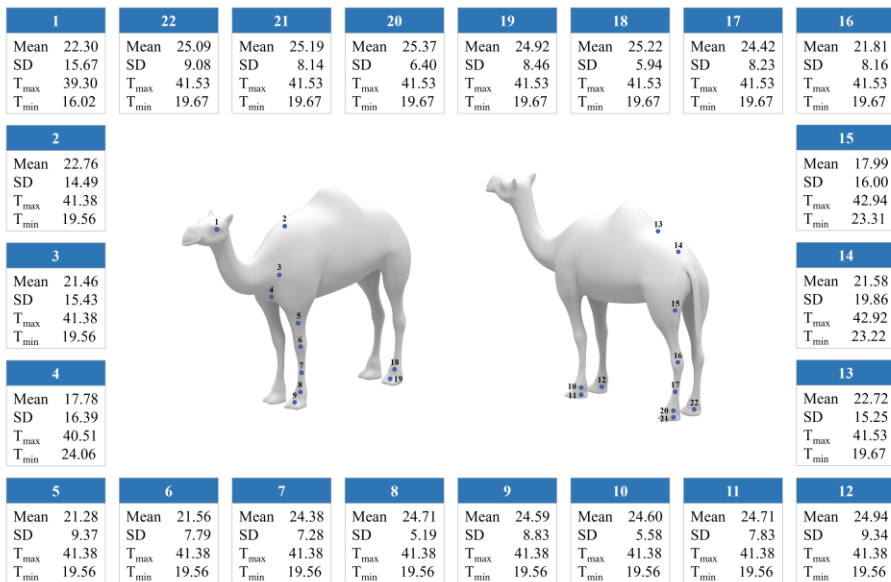 1
Mean 22.30
SD 15.67
Tmax 39.30
Tmin 16.02
22
Mean 25.09
SD 9.08
Tmax 41.53
Tmin 19.67
21
Mean 25.19
SD 8.14
Tmax 41.53
Tmin 19.67
20
Mean 25.37
SD 6.40
Tmax 41.53
Tmin 19.67
19
Mean 24.92
SD 8.46
Tmax 41.53
Tmin 19.67
18
Mean 25.22
SD 5.94
Tmax 41.53
Tmin 19.67
17
Mean 24.42
SD 8.23
Tmax 41.53
Tmin 19.67
16
Mean 21.81
SD 8.16
Tmax 41.53
Tmin 19.67
2
Mean 22.76
SD 14.49
Tmax 41.38
Tmin 19.56
3
Mean 21.46
SD 15.43
Tmax 41.38
Tmin 19.56
4
Mean 17.78
SD 16.39
Tmax 40.51
Tmin 24.06
1
2
3
4
5
6
7
8
9
18
19
13
14
15
16
17
10
11
12
20
21
22
15
Mean 17.99
SD 16.00
Tmax 42.94
Tmin 23.31
14
Mean 21.58
SD 19.86
Tmax 42.92
Tmin 23.22
13
Mean 22.72
SD 15.25
Tmax 41.53
Tmin 19.67
5
Mean 21.28
SD 9.37
Tmax 41.38
Tmin 19.56
6
Mean 21.56
SD 7.79
Tmax 41.38
Tmin 19.56
7
Mean 24.38
SD 7.28
Tmax 41.38
Tmin 19.56
8
Mean 24.71
SD 5.19
Tmax 41.38
Tmin 19.56
9
Mean 24.59
SD 8.83
Tmax 41.38
Tmin 19.56
10
Mean 24.60
SD 5.58
Tmax 41.38
Tmin 19.56
11
Mean 24.71
SD 7.83
Tmax 41.38
Tmin 19.56
12
Mean 24.94
SD 9.34
Tmax 41.38
Tmin 19.56